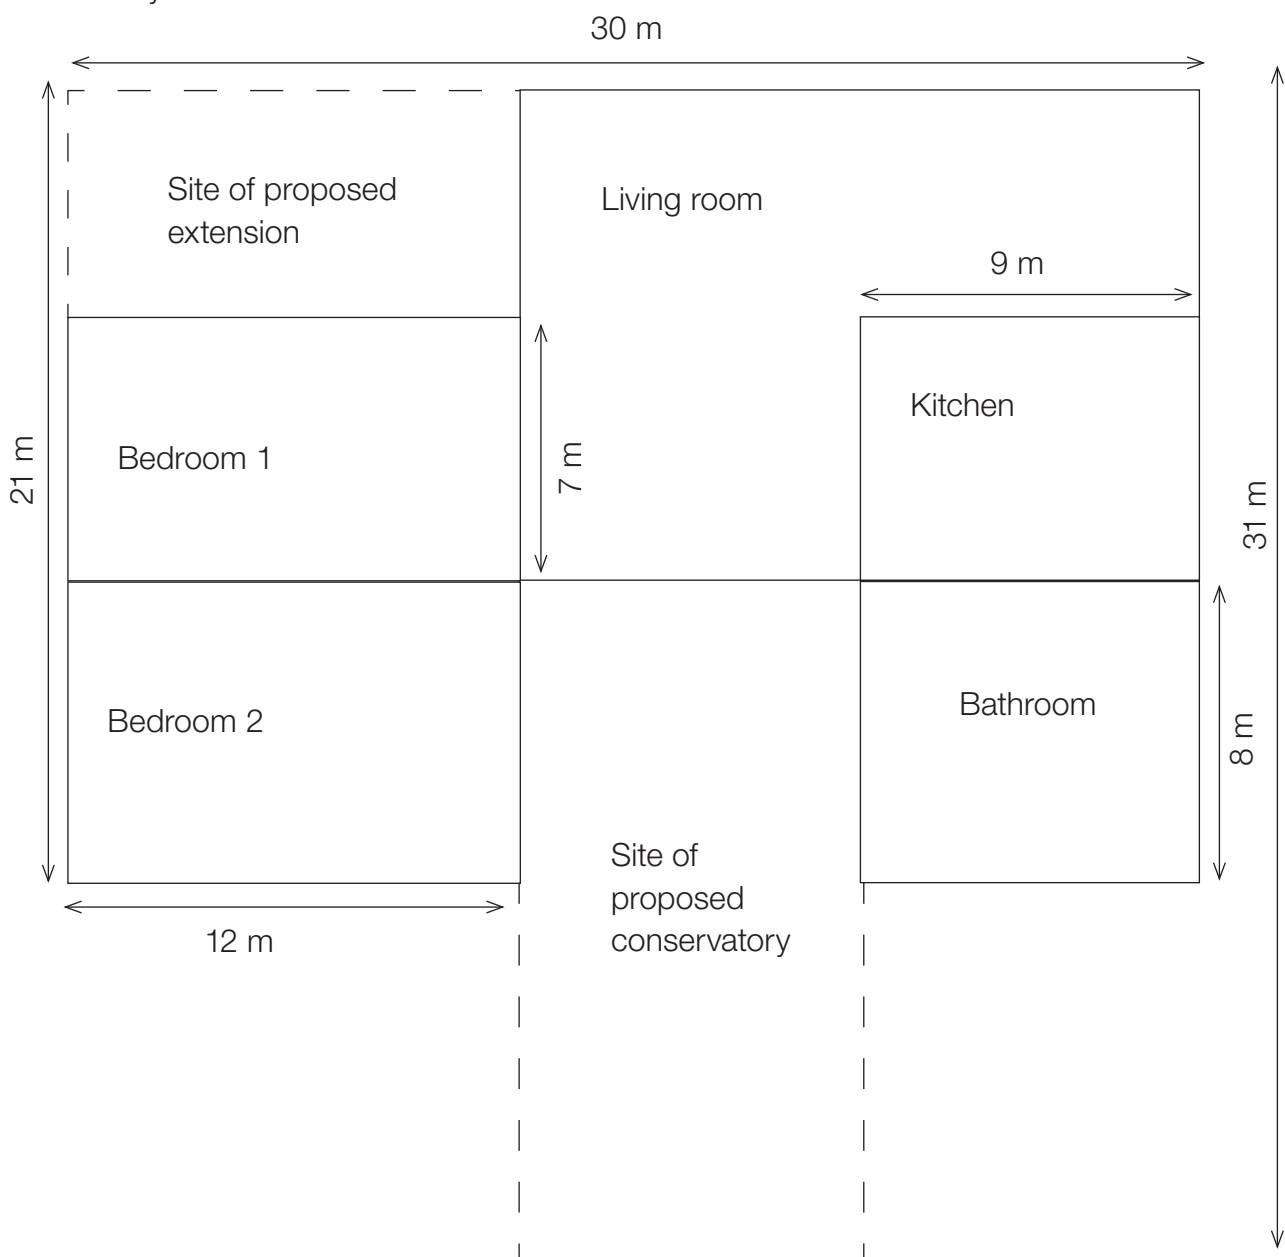 30 m
Site of proposed
extension
Living room
9 m
Kitchen
Bedroom 1
7 m
21 m
31 m
Bedroom 2
Bathroom
8 m
Site of
proposed
conservatory
12 m